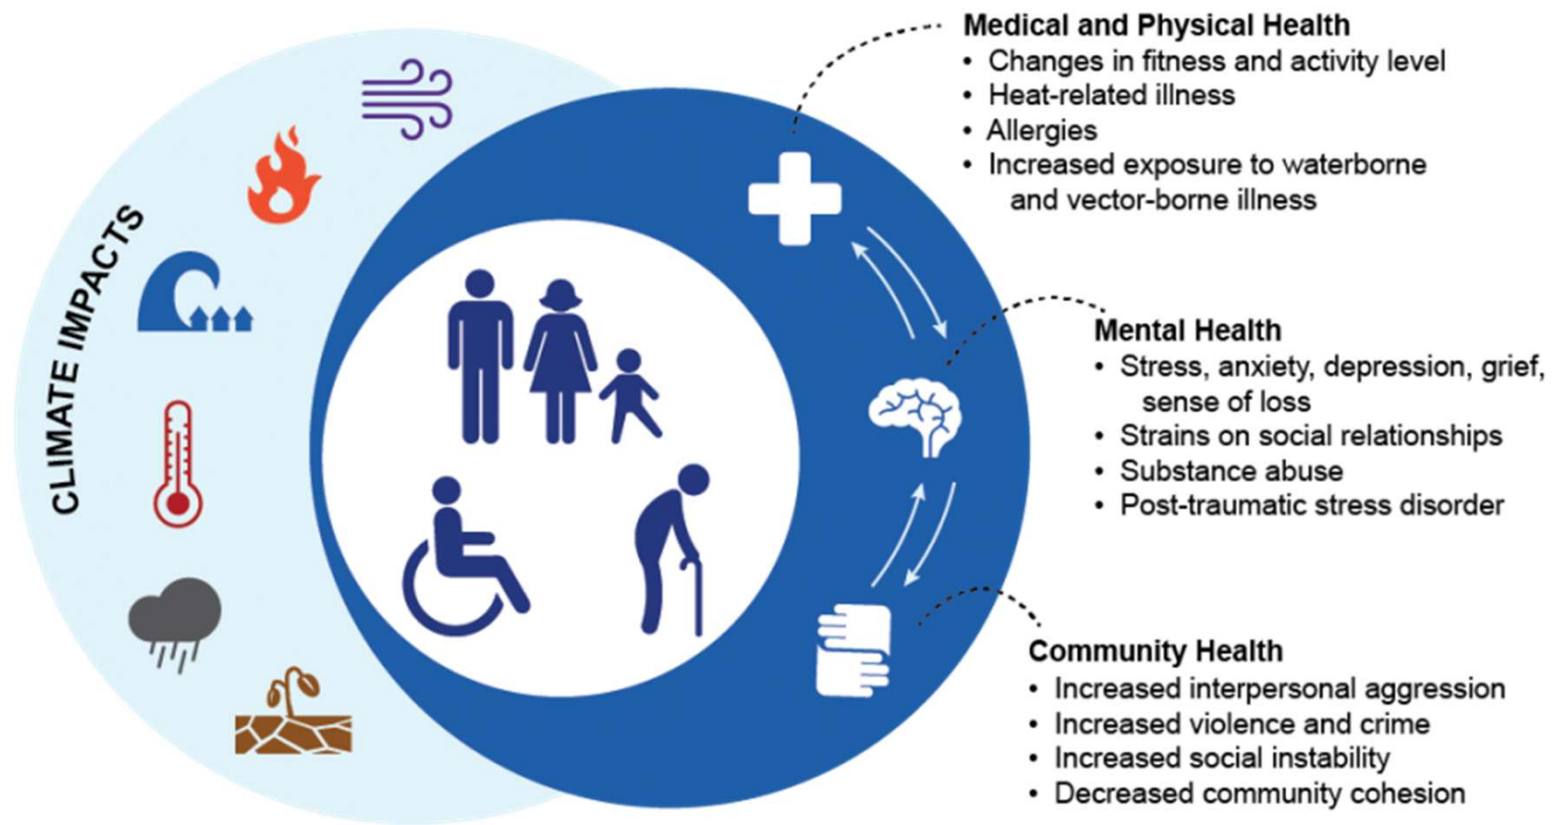 CLIMATE IMPACTS
Medical and Physical Health
• Changes in fitness and activity level
• Heat-related illness
• Allergies
• Increased exposure to waterborne
and vector-borne illness
Mental Health
• Stress, anxiety, depression, grief,
sense of loss
• Strains on social relationships
• Substance abuse
• Post-traumatic stress disorder
Community Health
• Increased interpersonal aggression
• Increased violence and crime
• Increased social instability
• Decreased community cohesion